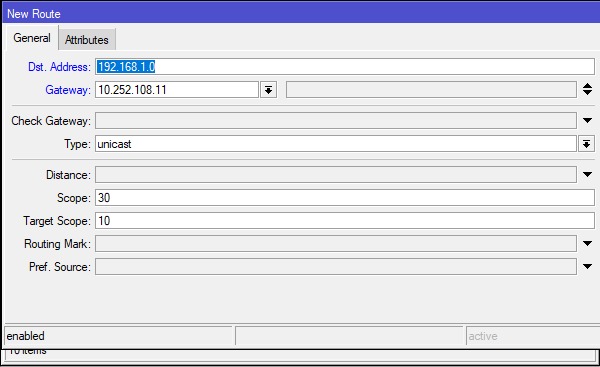 New Route
General Attributes
Dst. Address: 192.168.1.0
Gateway: 10.252.108.11
Check Gateway:
Type: unicast
Distance:
Scope: 30
Target Scope: 10
Routing Mark:
Pref. Source:
enabled active
10 items